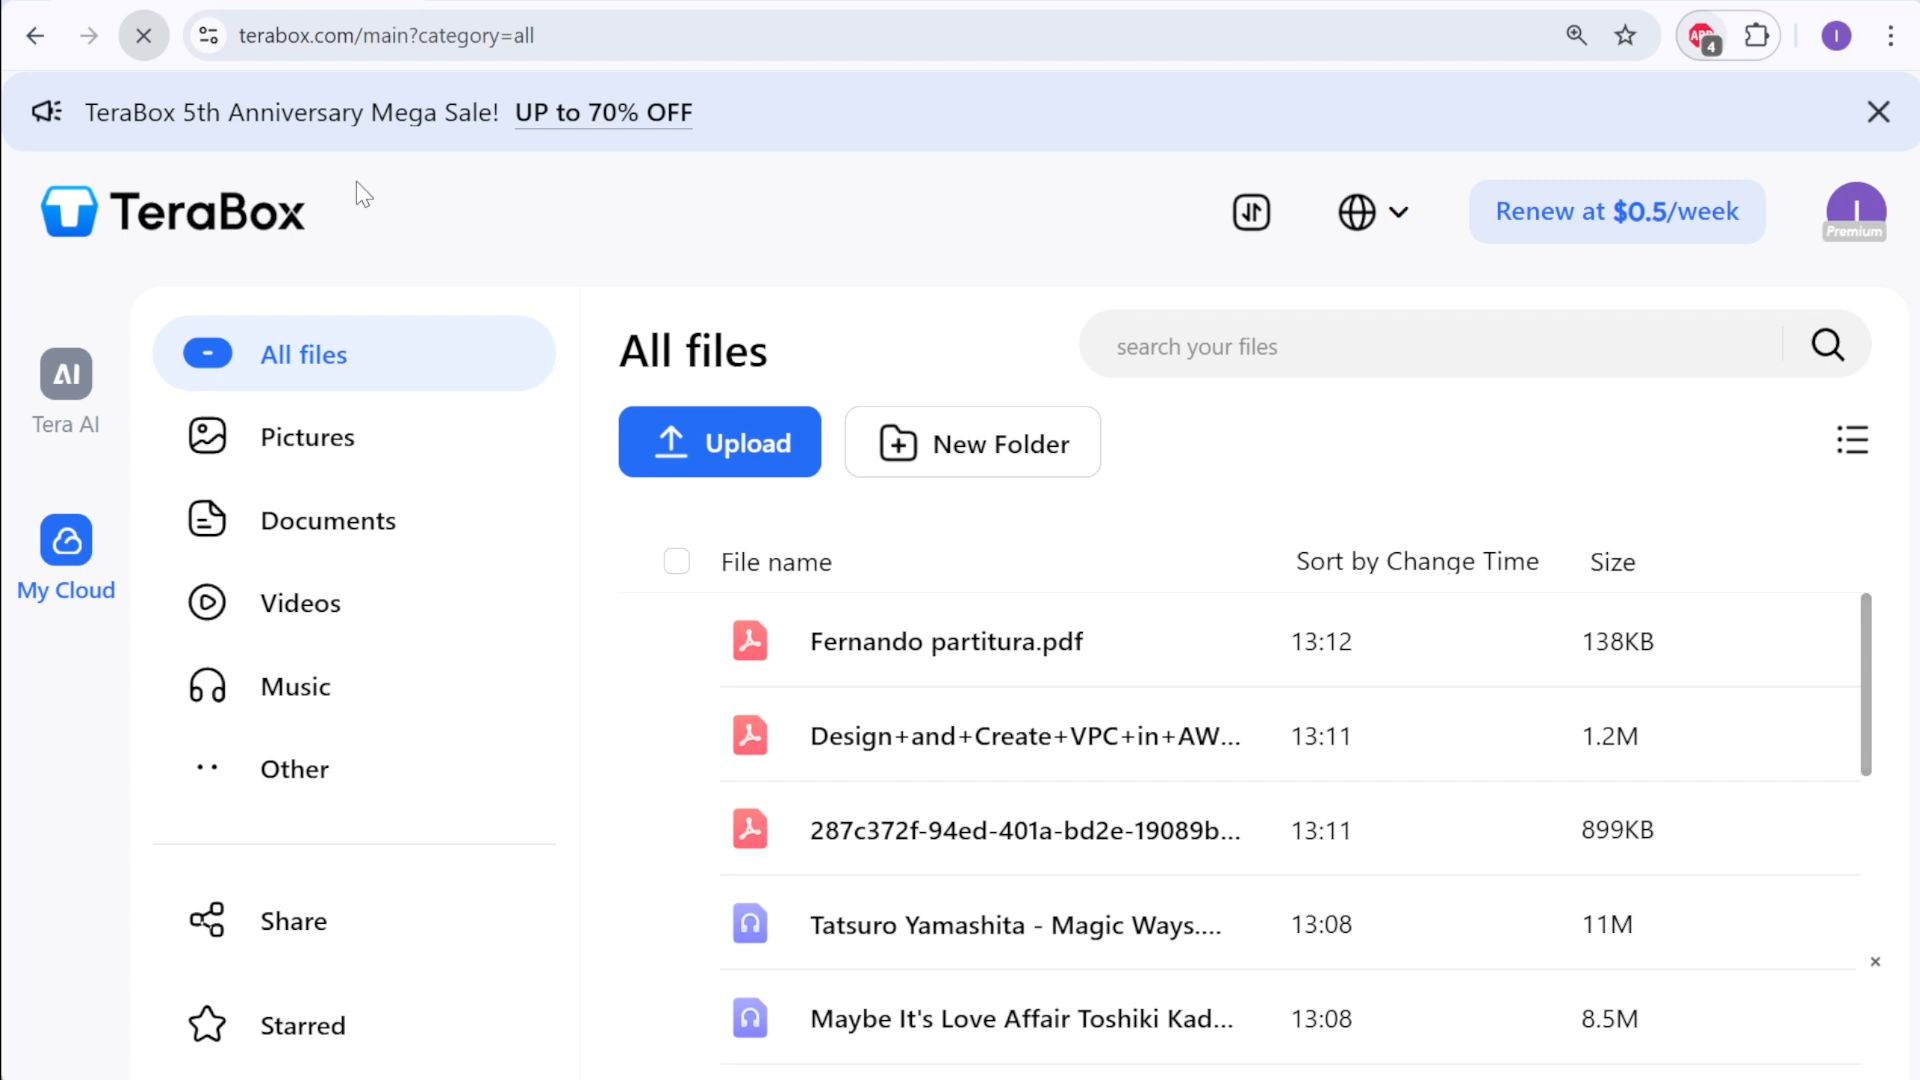 terabox.com/main?category=all
ABP
4
I
TeraBox 5th Anniversary Mega Sale! UP to 70% OFF
TeraBox
Renew at $0.5/week
I
Premium
AI
Tera AI
My Cloud
All files
Pictures
Documents
Videos
Music
Other
Share
Starred
All files
search your files
Upload
New Folder
File name Sort by Change Time Size
Fernando partitura.pdf 13:12 138KB
Design+and+Create+VPC+in+AW... 13:11 1.2M
287c372f-94ed-401a-bd2e-19089b... 13:11 899KB
Tatsuro Yamashita - Magic Ways.... 13:08 11M
Maybe It's Love Affair Toshiki Kad... 13:08 8.5M